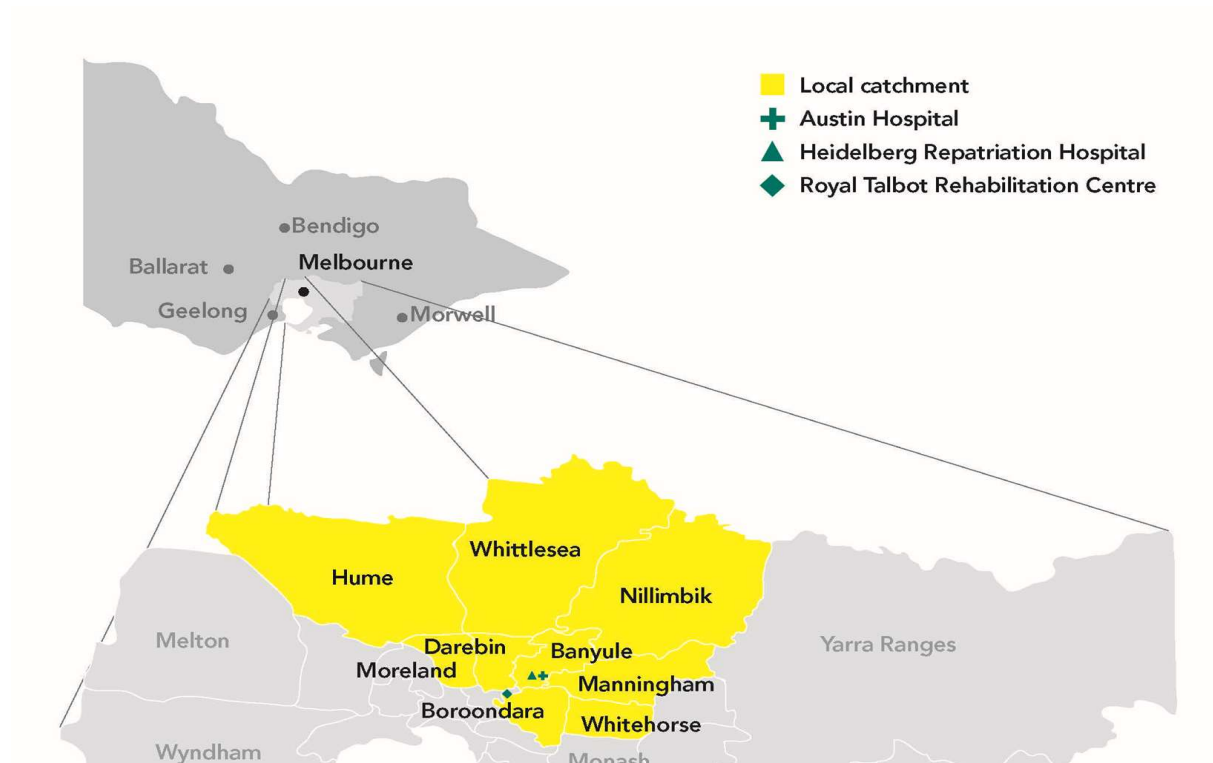 Local catchment
Austin Hospital
Heidelberg Repatriation Hospital
Royal Talbot Rehabilitation Centre
Bendigo
Melbourne
Ballarat
Geelong
Morwell
Whittlesea
Hume
Nillimbik
Melton
Darebin
Banyule
Yarra Ranges
Moreland
Manningham
Boroondara
Whitehorse
Wyndham
Monash